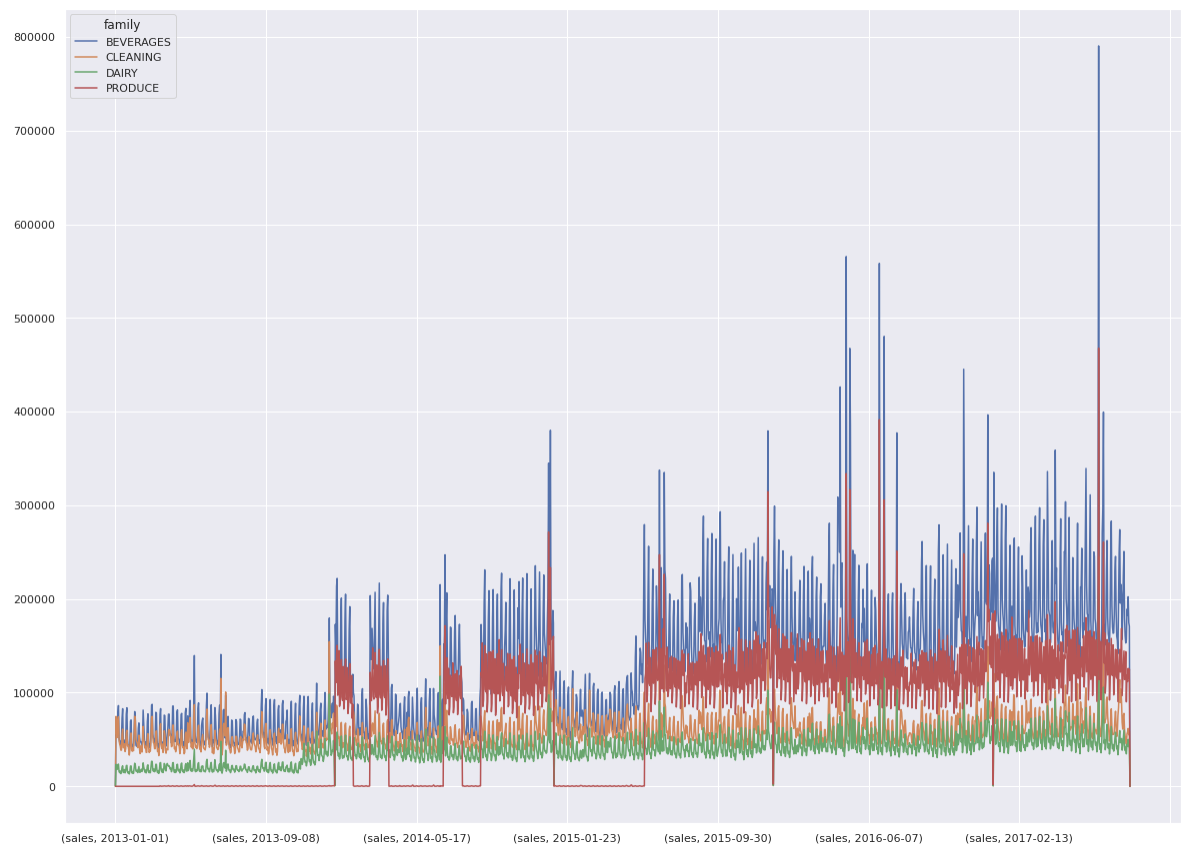 family
BEVERAGES
CLEANING
DAIRY
PRODUCE
800000
700000
600000
500000
400000
300000
200000
100000
0
(sales, 2013-01-01) (sales, 2013-09-08) (sales, 2014-05-17) (sales, 2015-01-23) (sales, 2015-09-30) (sales, 2016-06-07) (sales, 2017-02-13)